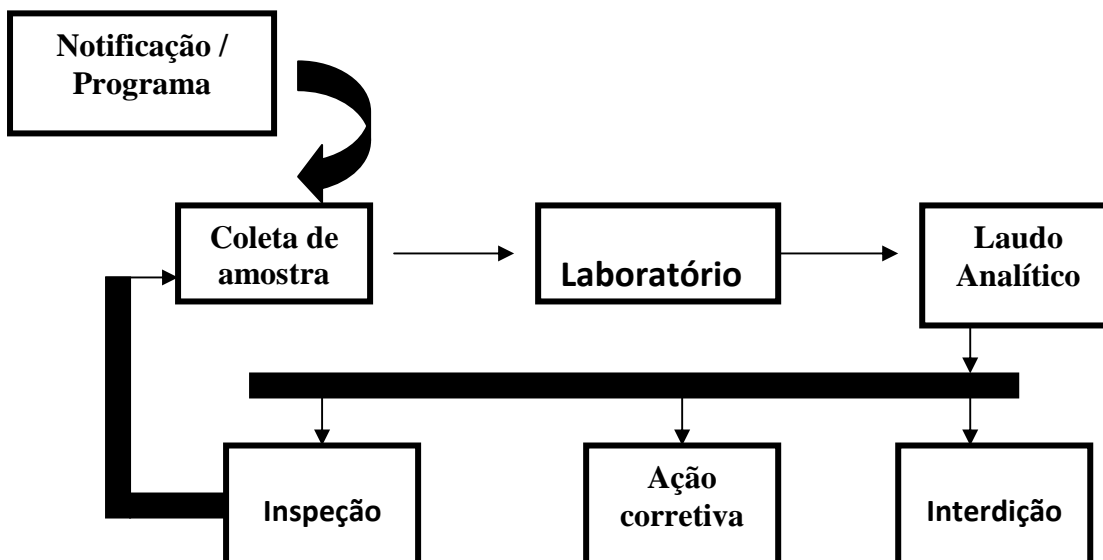 Notificação /
Programa
Coleta de
amostra
Laboratório
Laudo
Analítico
Inspeção
Ação
corretiva
Interdição